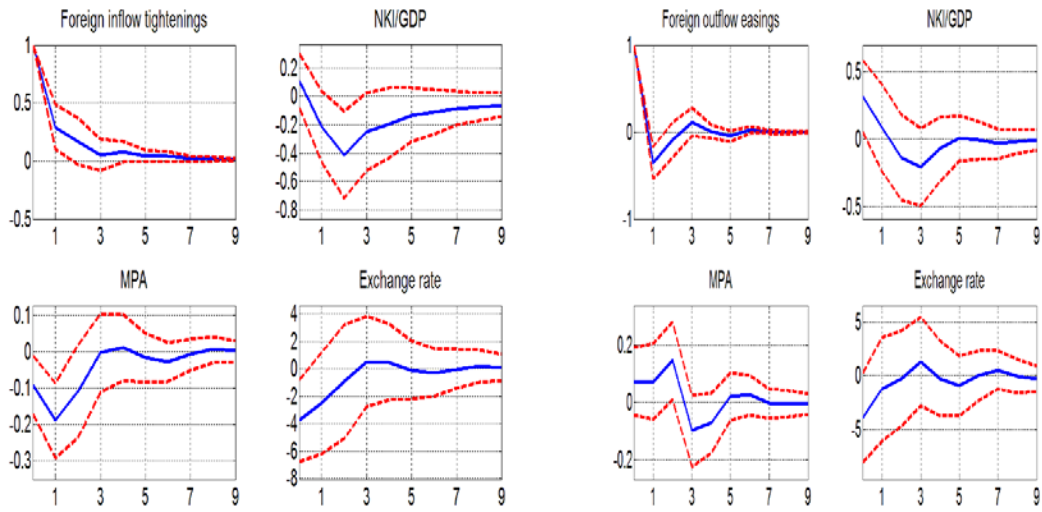 Foreign inflow tightenings
1
0.5
0
-0.5
1 3 5 7 9
NKI/GDP
0.2
0
-0.2
-0.4
-0.6
-0.8
1 3 5 7 9
MPA
0.1
0
-0.1
-0.2
-0.3
1 3 5 7 9
Exchange rate
4
2
0
-2
-4
-6
-8
1 3 5 7 9
Foreign outflow easings
1
0
-1
1 3 5 7 9
NKI/GDP
0.5
0
-0.5
1 3 5 7 9
MPA
0.2
0
-0.2
1 3 5 7 9
Exchange rate
5
0
-5
1 3 5 7 9